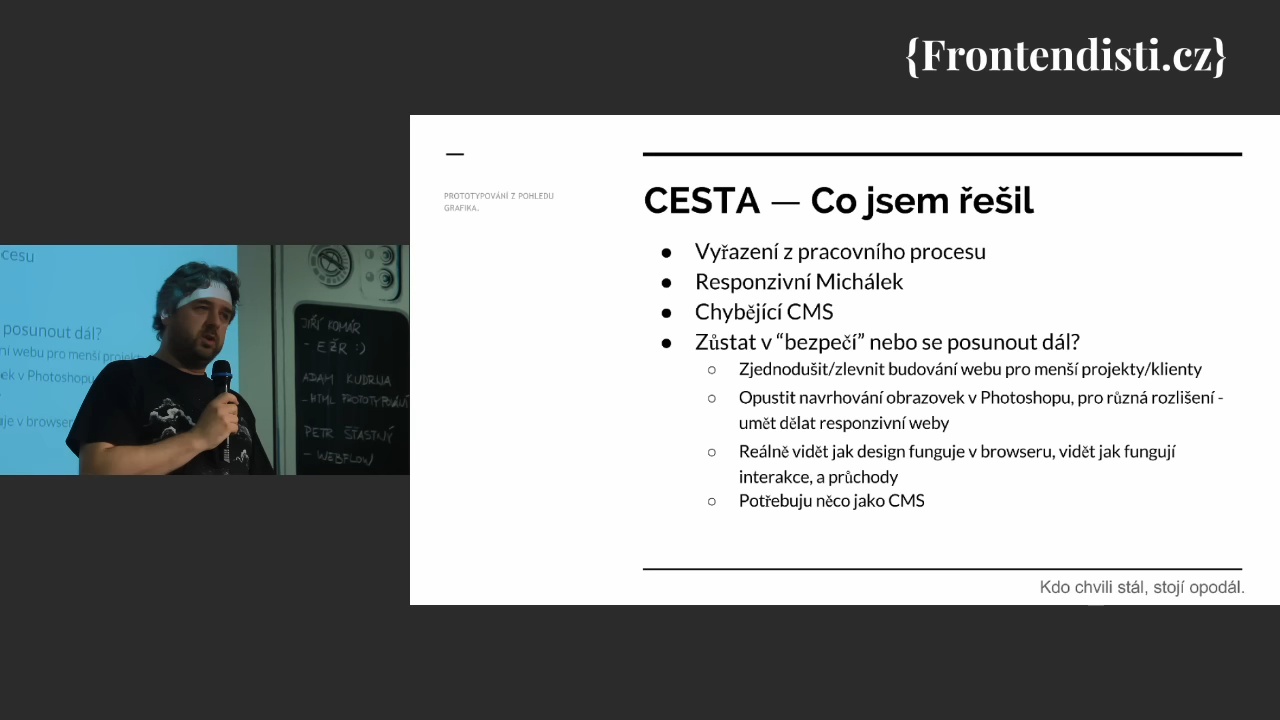 {Frontendisti.cz}
PROTOTYPOVÁNÍ Z POHLEDU
GRAFIKA.
CESTA — Co jsem řešil
● Vyřazení z pracovního procesu
● Responzivní Michálek
● Chybějící CMS
● Zůstat v “bezpečí” nebo se posunout dál?
○ Zjednodušit/zlevnit budování webu pro menší projekty/klienty
○ Opustit navrhování obrazovek v Photoshopu, pro různá rozlišení -
umět dělat responzivní weby
○ Reálně vidět jak design funguje v browseru, vidět jak fungují
interakce, a průchody
○ Potřebuju něco jako CMS
Kdo chvili stál, stojí opodál.
cesu
posunout dál?
ní webu pro menší projekt
ek v Photoshopu
je v browser
JIŘÍ KOMÁR
- EŽR :)
ADAM KUDRNA
- HTML PROTOTYPOVÁNÍ
PETR ŠŤASTNÝ
- WEBFLOW